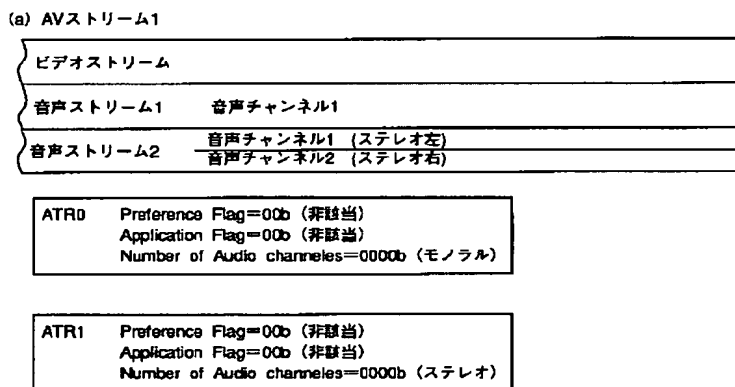 (a) AVストリーム1
ビデオストリーム
音声ストリーム1 音声チャンネル1
音声ストリーム2 音声チャンネル1 (ステレオ左)
音声チャンネル2 (ステレオ右)
ATR0 Preference Flag=00b (非該当)
Application Flag=00b (非該当)
Number of Audio channeles=0000b (モノラル)
ATR1 Preference Flag=00b (非該当)
Application Flag=00b (非該当)
Number of Audio channeles=0000b (ステレオ)